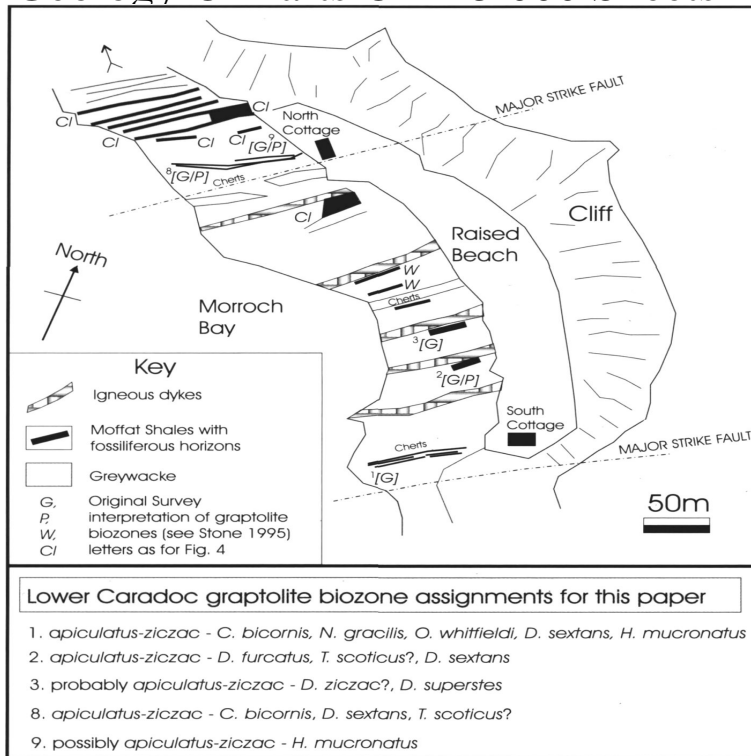 MAJOR STRIKE FAULT
Cl
North
Cottage
Cl
Cl
Cl
Cl
9 [G/P]
8 [G/P]
Cherts
Cliff
Cl
Raised
Beach
North
W
W
Cherts
Morroch
Bay
3 [G]
2 [G/P]
South
Cottage
Cherts
MAJOR STRIKE FAULT
1 [G]
50m
Key
Igneous dykes
Moffat Shales with
fossiliferous horizons
Greywacke
G, Original Survey
P, interpretation of graptolite
W, biozones (see Stone 1995)
Cl letters as for Fig. 4
Lower Caradoc graptolite biozone assignments for this paper
1. apiculatus-ziczac - C. bicornis, N. gracilis, O. whitfieldi, D. sextans, H. mucronatus
2. apiculatus-ziczac - D. furcatus, T. scoticus?, D. sextans
3. probably apiculatus-ziczac - D. ziczac?, D. superstes
8. apiculatus-ziczac - C. bicornis, D. sextans, T. scoticus?
9. possibly apiculatus-ziczac - H. mucronatus